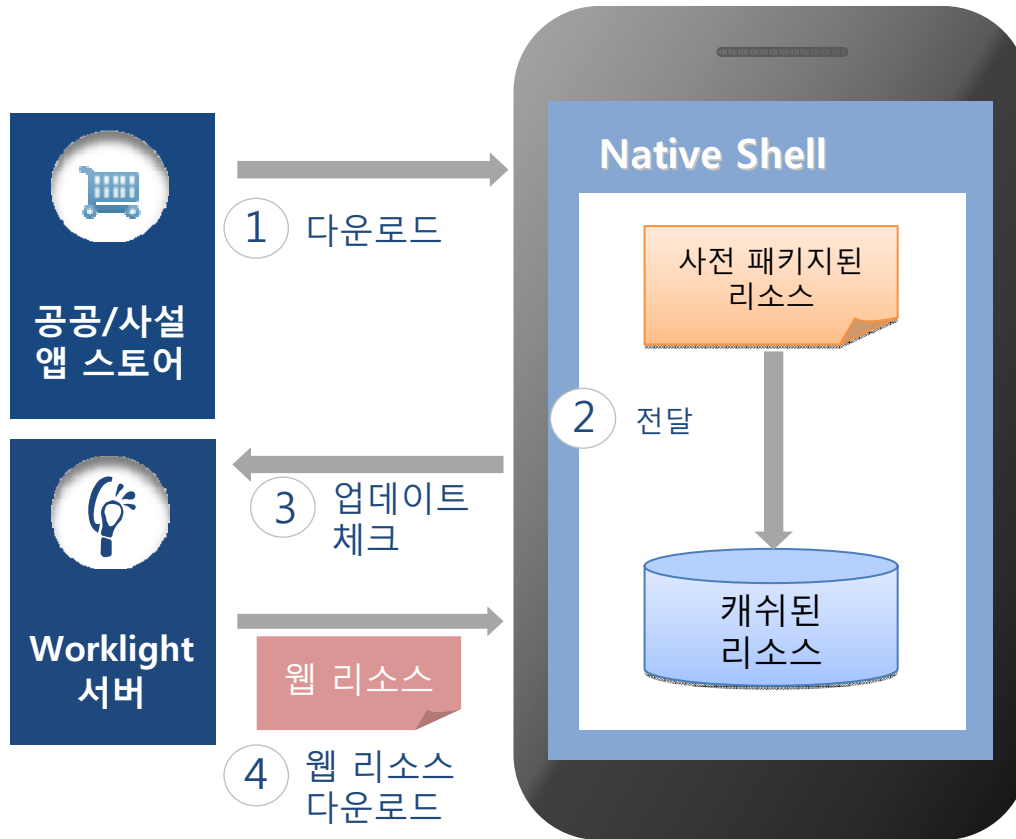 Native Shell
1 다운로드
사전 패키지된
리소스
공공/사설
앱 스토어
2 전달
3 업데이트
체크
캐쉬된
리소스
Worklight
서버
웹 리소스
4 웹 리소스
다운로드